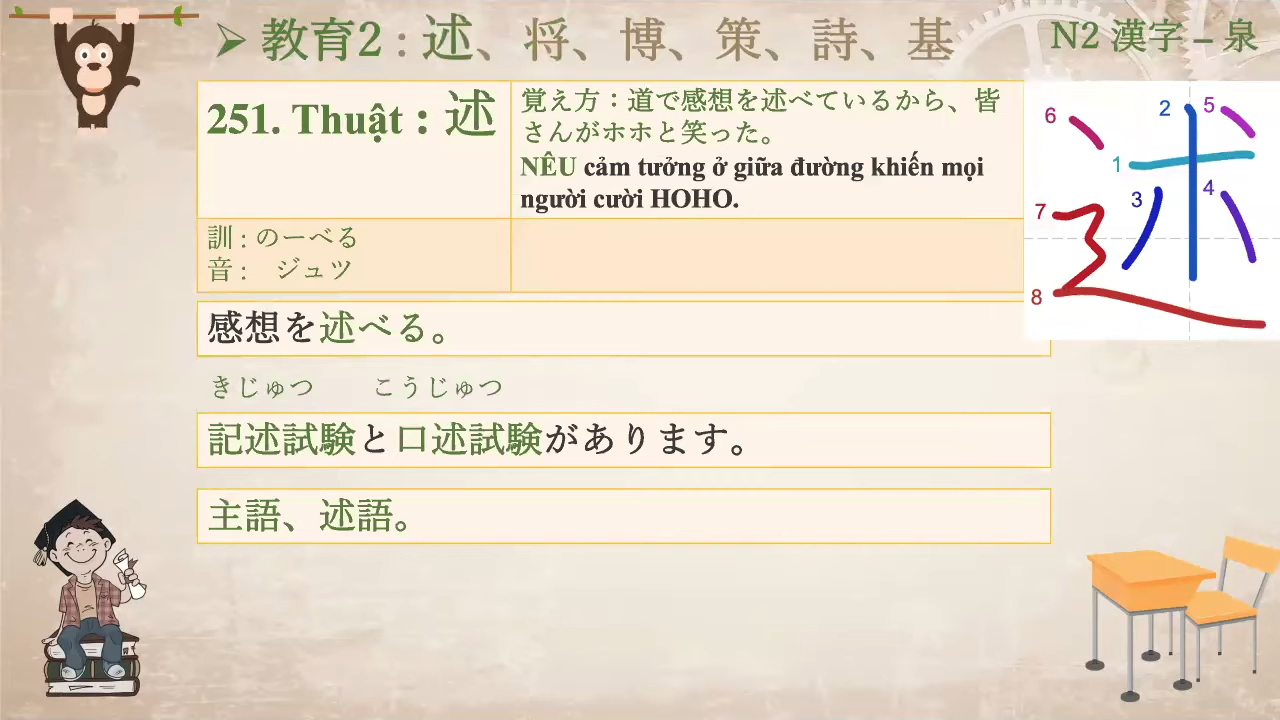 ➢ 教育2 : 述、将、博、策、詩、基
N2 漢字 – 泉
251. Thuật : 述
覚え方：道で感想を述べているから、皆
さんがホホと笑った。
NÊU cảm tưởng ở giữa đường khiến mọi
người cười HOHO.
訓 : のーべる
音 : ジュツ
1
2
3
4
5
6
7
8
感想を述べる。
きじゅつ こうじゅつ
記述試験と口述試験があります。
主語、述語。